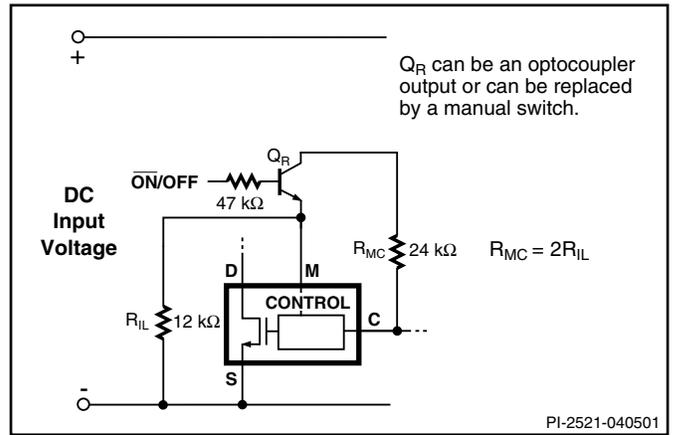 +
Q_R can be an optocoupler
output or can be replaced
by a manual switch.
Q_R
O̅N̅/OFF
47 kΩ
DC
Input
Voltage
R_MC
24 kΩ
R_MC = 2R_IL
D
M
CONTROL
C
R_IL
12 kΩ
S
-
PI-2521-040501